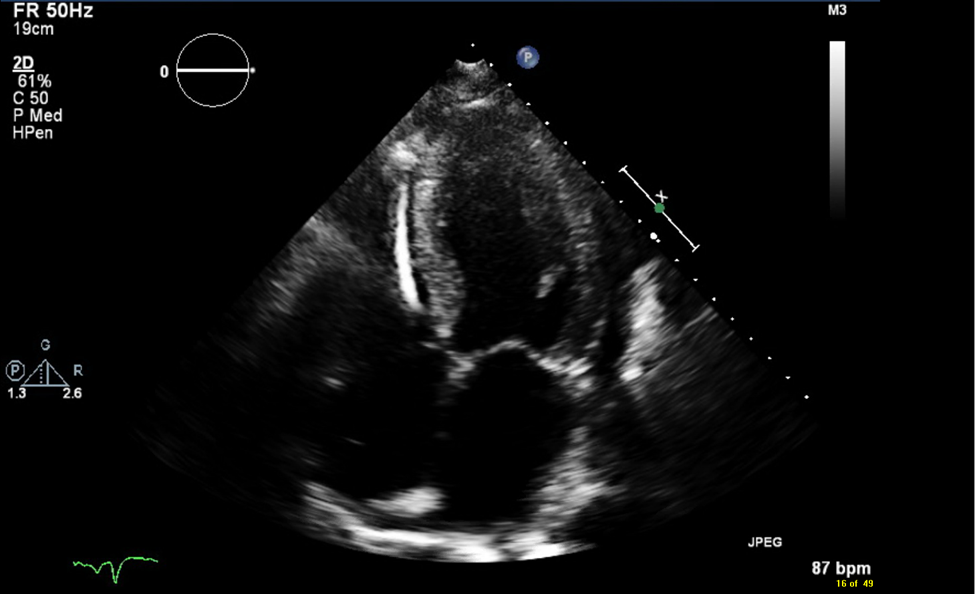 FR 50Hz
19cm
M3
P
0
2D
61%
C 50
P Med
HPen
X
G
P
R
1.3
2.6
JPEG
87 bpm
16 of 49